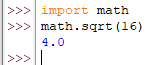 >>> import math
>>> math.sqrt(16)
4.0
>>>